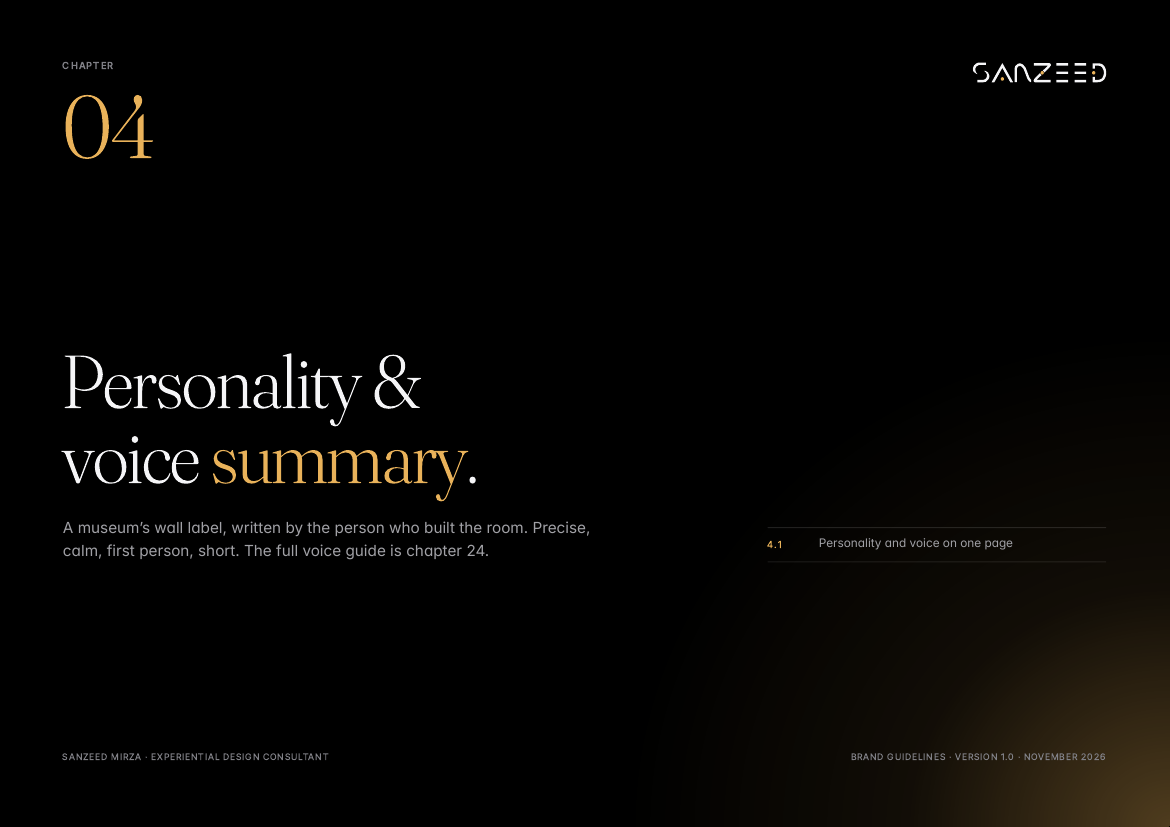 CHAPTER
SANZEED
04
Personality &
voice summary.
A museum’s wall label, written by the person who built the room. Precise,
calm, first person, short. The full voice guide is chapter 24.
4.1 Personality and voice on one page
SANZEED MIRZA · EXPERIENTIAL DESIGN CONSULTANT
BRAND GUIDELINES · VERSION 1.0 · NOVEMBER 2026